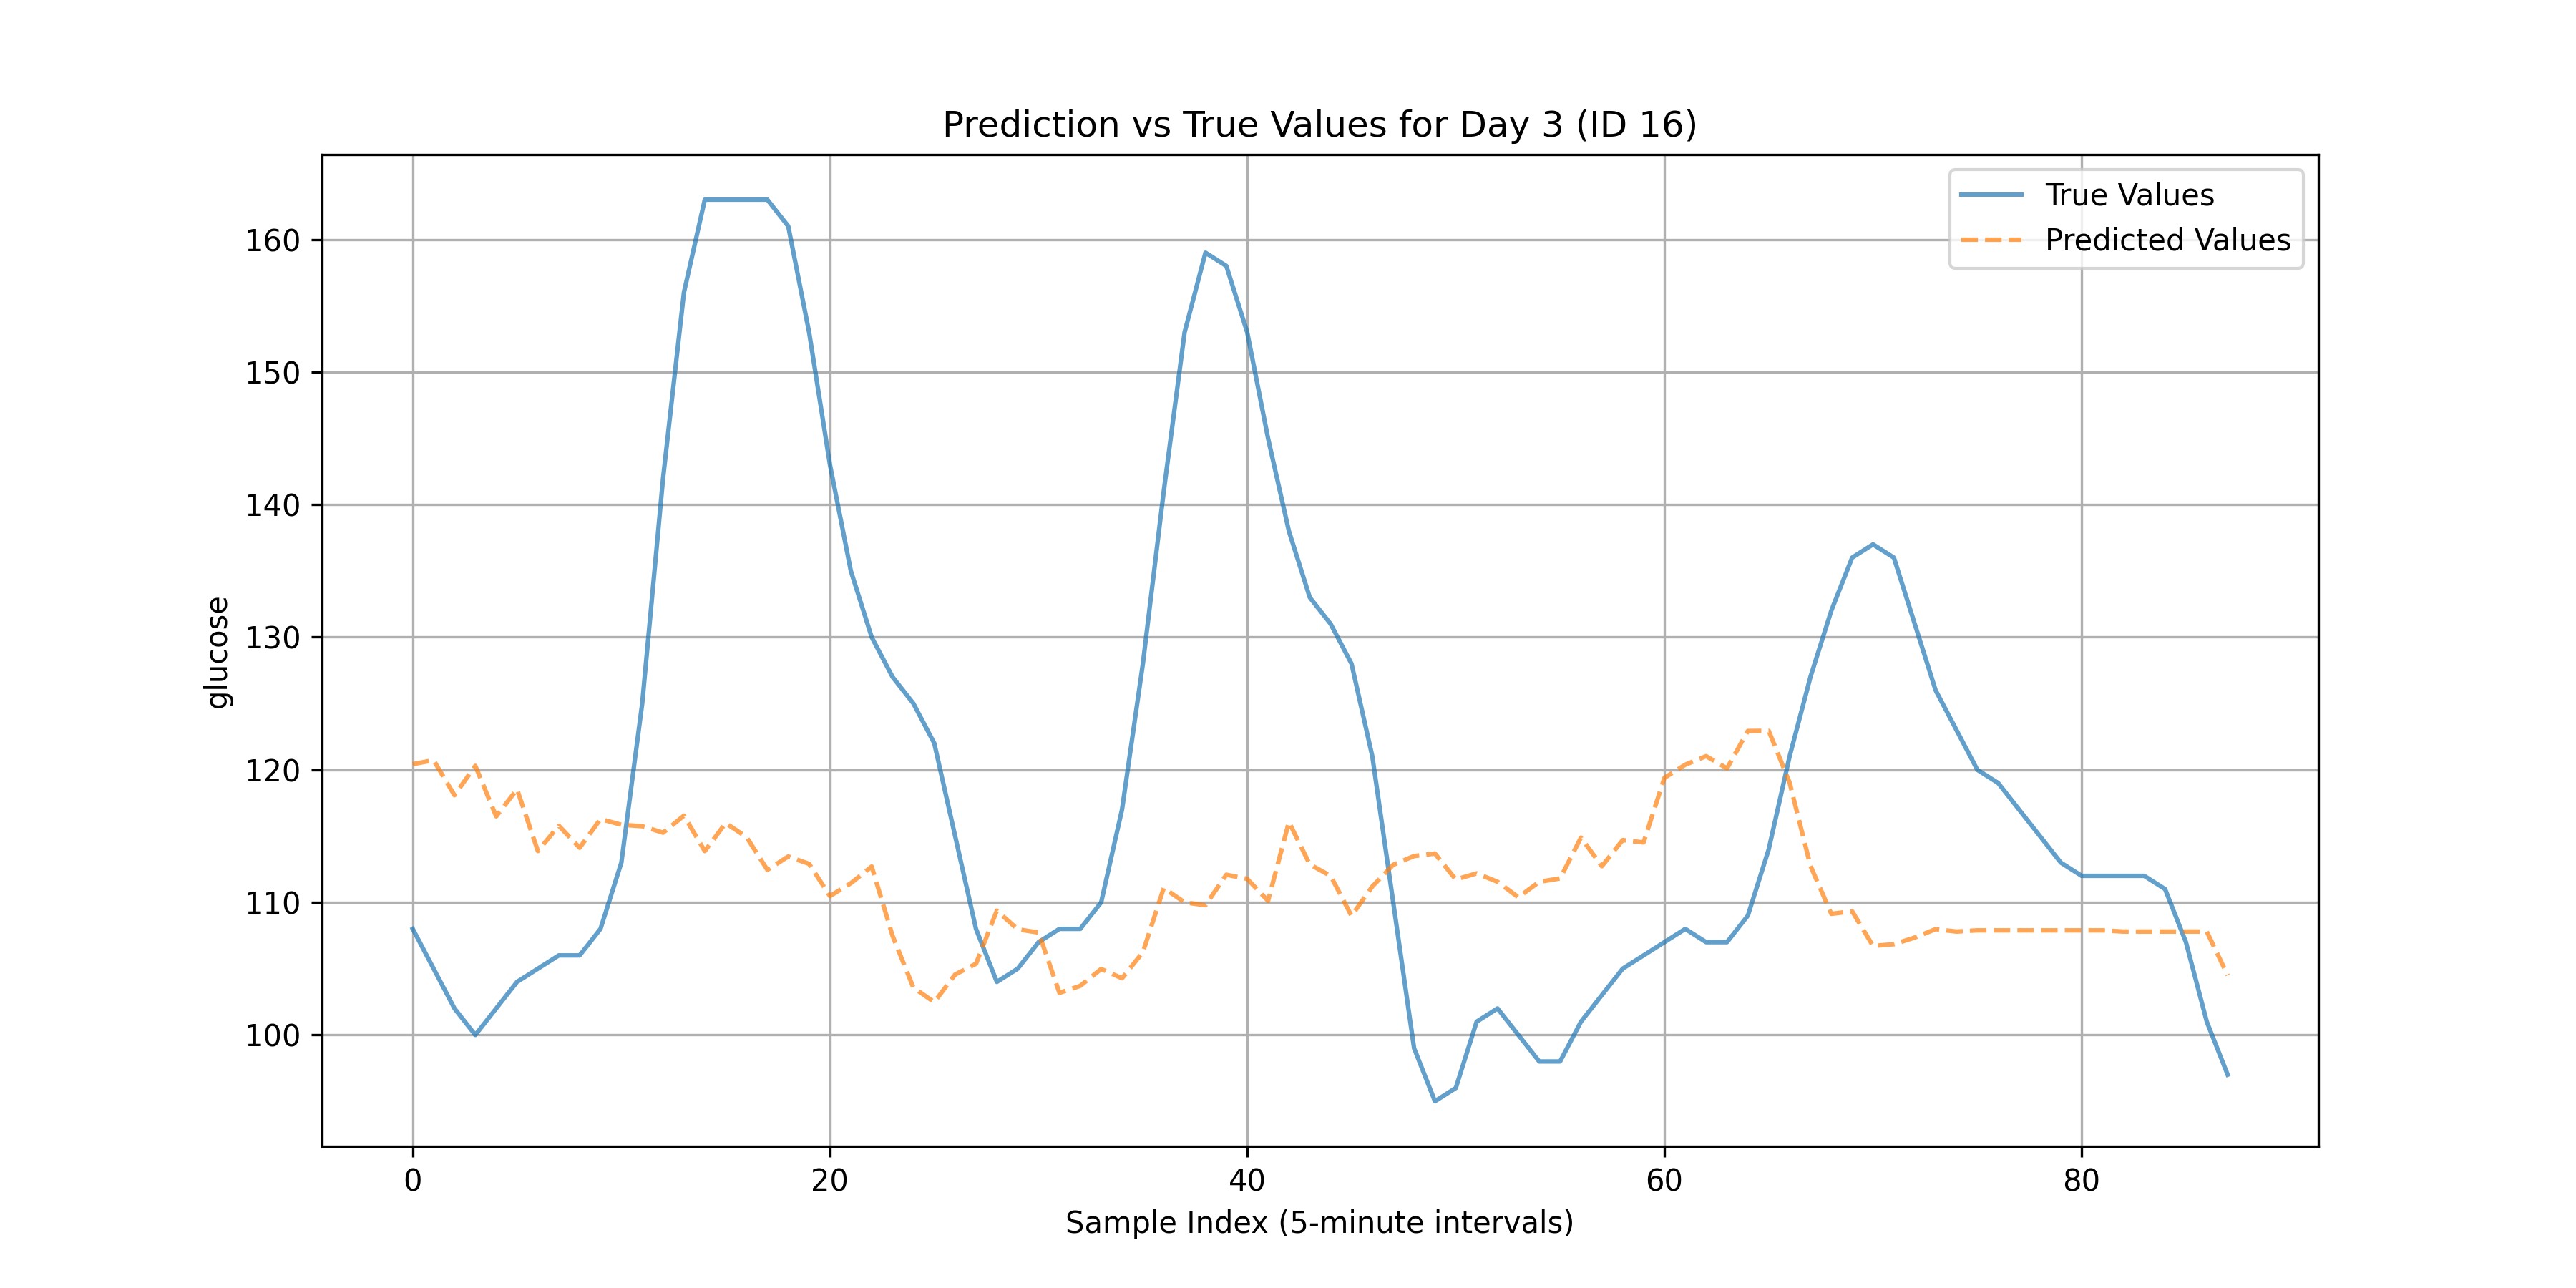 Prediction vs True Values for Day 3 (ID 16)
True Values
Predicted Values
160
150
140
130
120
110
100
glucose
0 20 40 60 80
Sample Index (5-minute intervals)